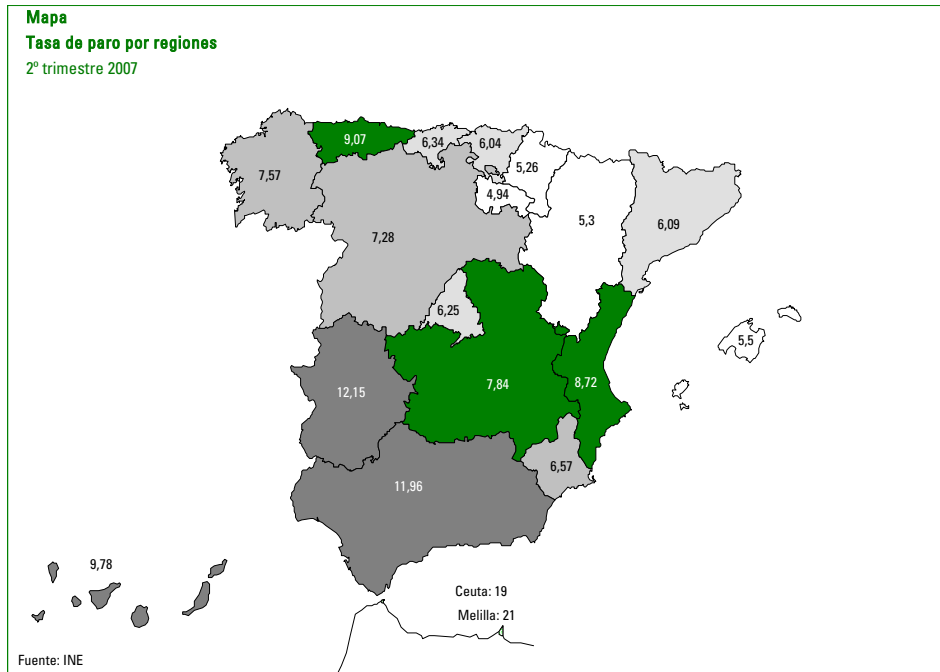 Mapa
Tasa de paro por regiones
2º trimestre 2007
9,07
6,34
6,04
5,26
7,57
4,94
5,3
6,09
7,28
6,25
5,5
12,15
7,84
8,72
6,57
11,96
9,78
Ceuta: 19
Melilla: 21
Fuente: INE